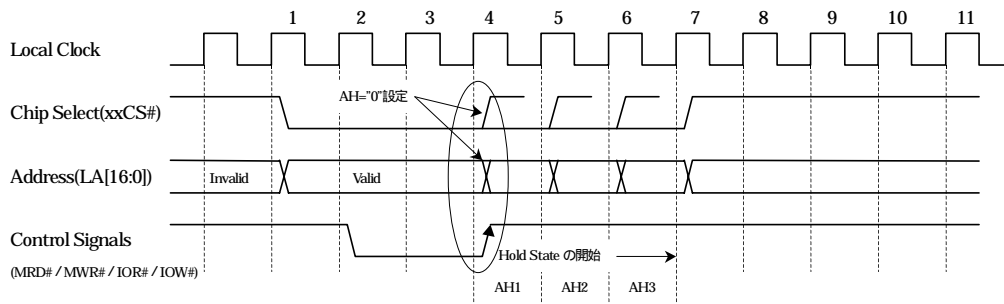 1 2 3 4 5 6 7 8 9 10 11
Local Clock
AH="0"設定
Chip Select(xxCS#)
Address(LA[16:0])
Invalid
Valid
Control Signals
(MRD# / MWR# / IOR# / IOW#)
Hold State の開始
AH1 AH2 AH3